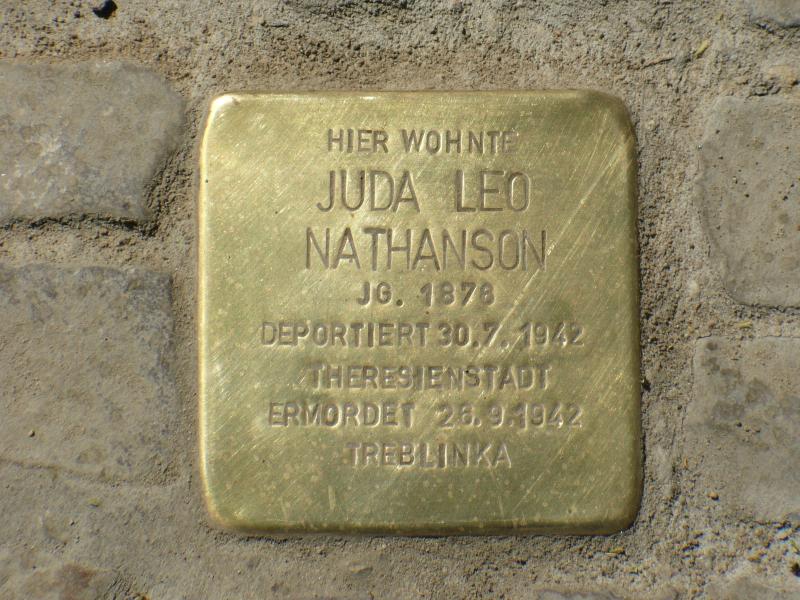 HIER WOHNTE
JUDA LEO
NATHANSON
JG. 1878
DEPORTIERT 30.7.1942
THERESIENSTADT
ERMORDET 26.9.1942
TREBLINKA